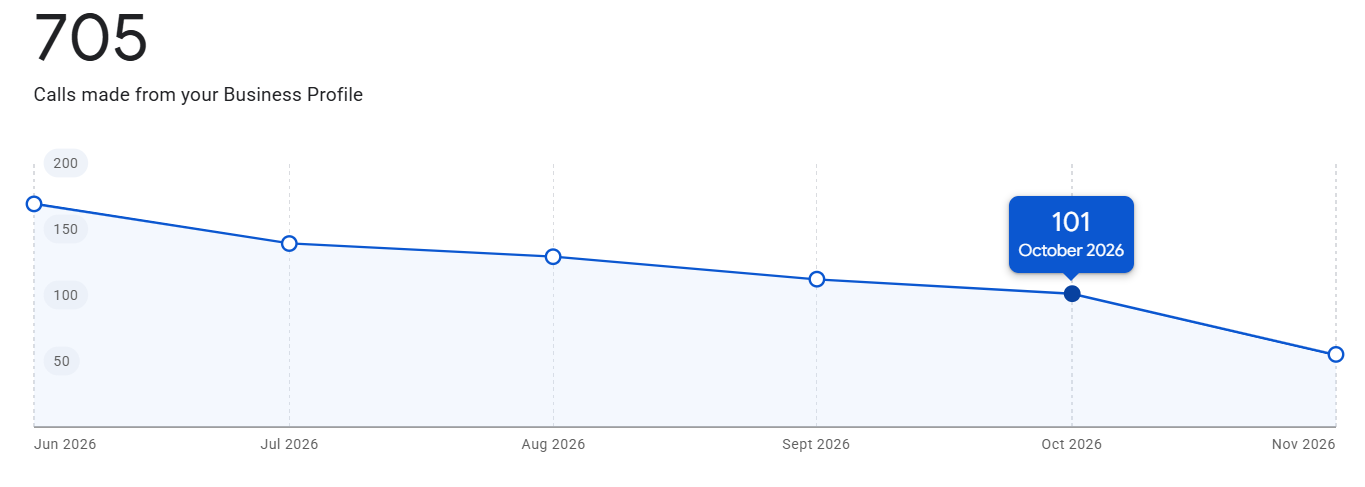 705
Calls made from your Business Profile
200
150
100
50
101
October 2026
Jun 2026
Jul 2026
Aug 2026
Sept 2026
Oct 2026
Nov 2026